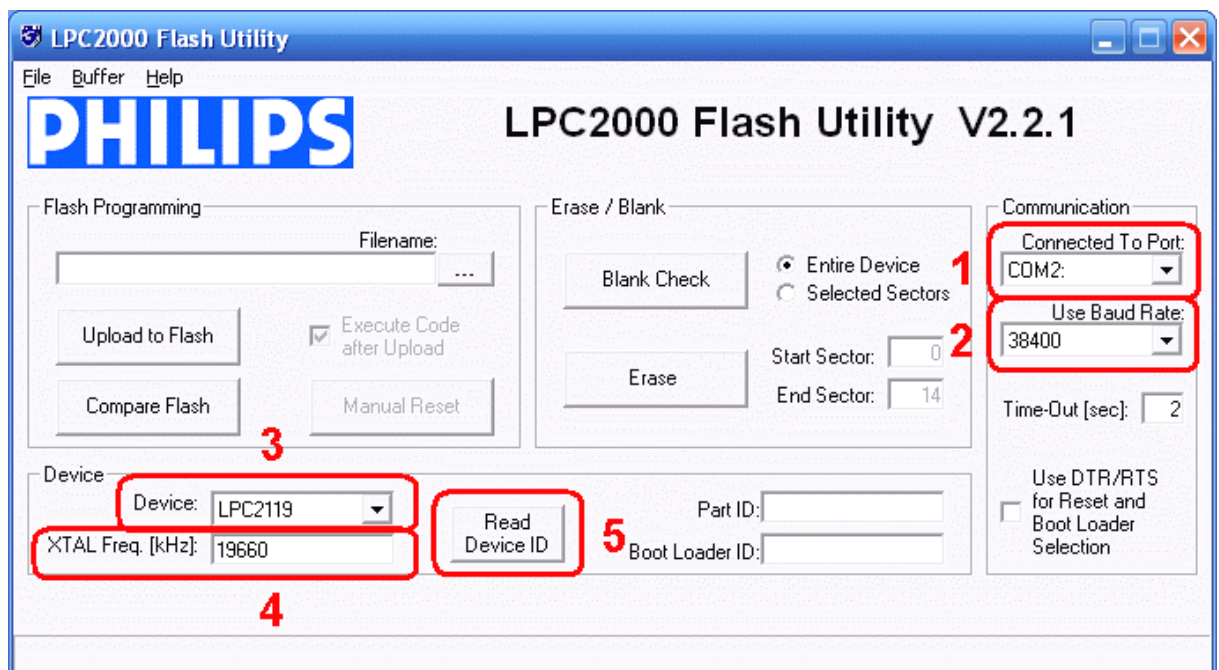 LPC2000 Flash Utility
File Buffer Help
PHILIPS
LPC2000 Flash Utility V2.2.1
Flash Programming
Filename:
...
Upload to Flash
Execute Code
after Upload
Compare Flash
Manual Reset
Erase / Blank
Blank Check
Entire Device
Selected Sectors
Erase
Start Sector: 0
End Sector: 14
Communication
1
Connected To Port:
COM2:
2
Use Baud Rate:
38400
Time-Out [sec]: 2
Use DTR/RTS
for Reset and
Boot Loader
Selection
3
Device
Device: LPC2119
XTAL Freq. [kHz]: 19660
4
Read
Device ID
5
Part ID:
Boot Loader ID: